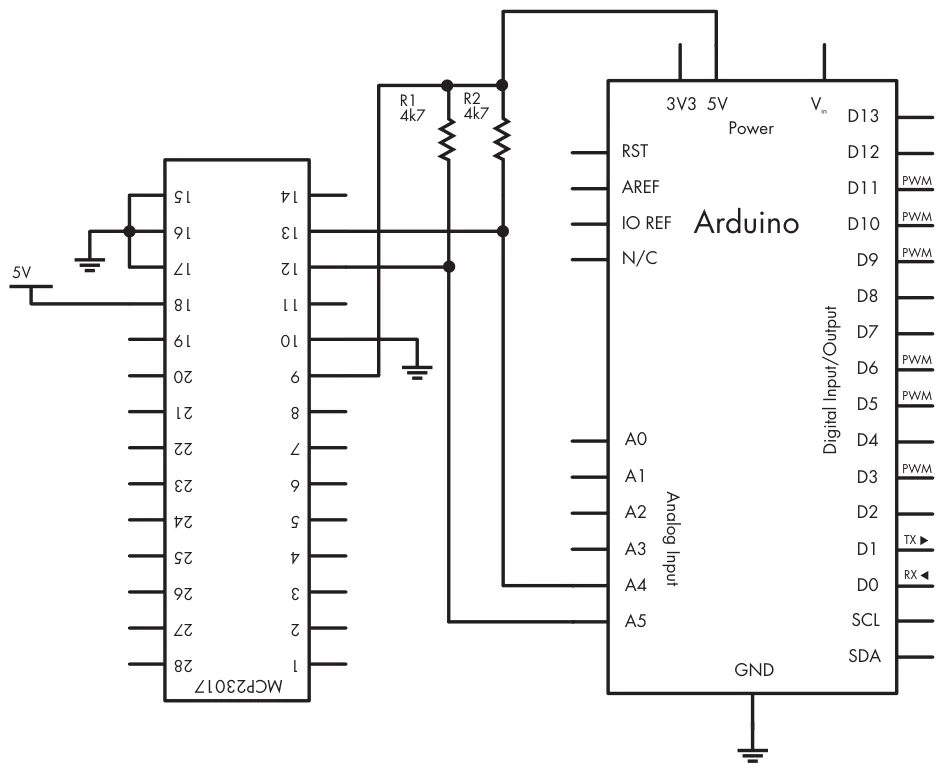 R1
4k7
R2
4k7
3V3 5V
Vin
Power
RST
AREF
IO REF
N/C
Arduino
A0
A1
A2
A3
A4
A5
Analog Input
Digital Input/Output
D13
D12
D11 PWM
D10 PWM
D9 PWM
D8
D7
D6 PWM
D5 PWM
D4
D3 PWM
D2
D1 TX ►
D0 RX ◄
SCL
SDA
GND
5V
15 14
16 13
17 12
18 11
19 10
20 9
21 8
22 7
23 6
24 5
25 4
26 3
27 2
28 1
MCP23017